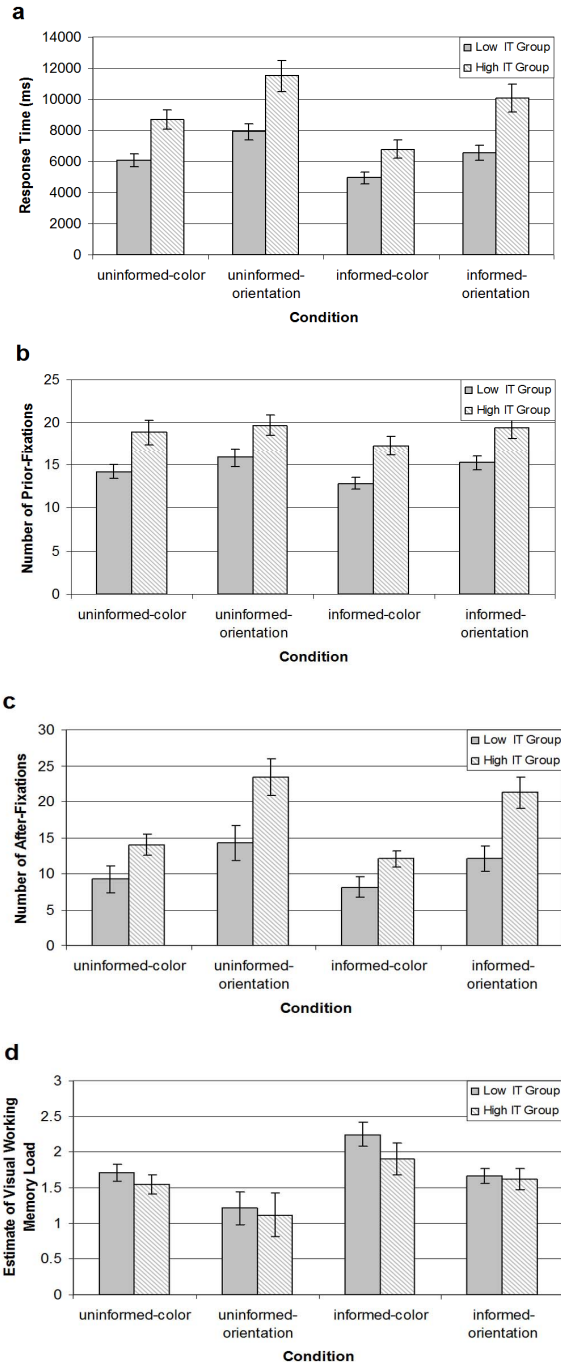 a
14000
12000
10000
8000
6000
4000
2000
0
Response Time (ms)
Low IT Group
High IT Group
uninformed-color
uninformed-
orientation
informed-color
informed-
orientation
Condition
b
25
20
15
10
5
0
Number of Prior-Fixations
Low IT Group
High IT Group
uninformed-color
uninformed-
orientation
informed-color
informed-
orientation
Condition
c
30
25
20
15
10
5
0
Number of After-Fixations
Low IT Group
High IT Group
uninformed-color
uninformed-
orientation
informed-color
informed-
orientation
Condition
d
3
2.5
2
1.5
1
0.5
0
Estimate of Visual Working
Memory Load
Low IT Group
High IT Group
uninformed-color
uninformed-
orientation
informed-color
informed-
orientation
Condition